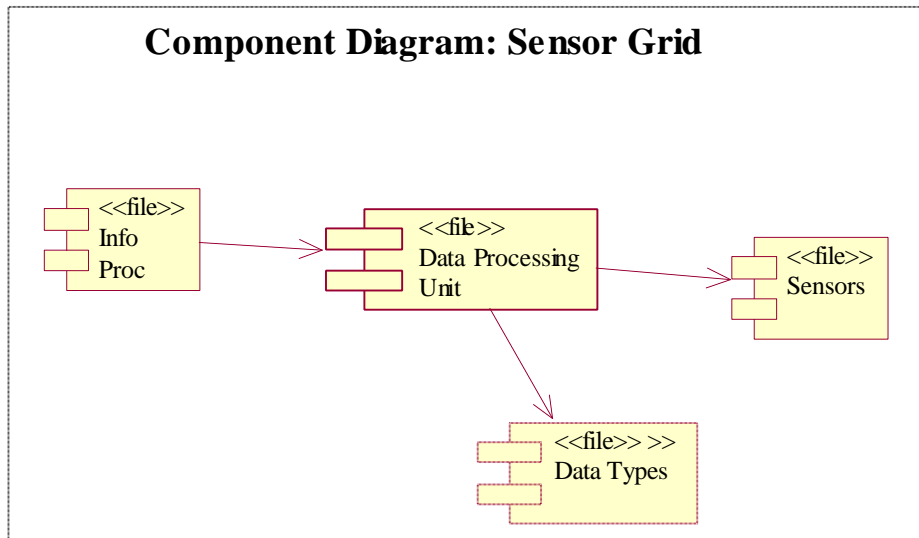 Component Diagram: Sensor Grid
<<file>>
Info
Proc
<<file>>
Data Processing
Unit
<<file>>
Sensors
<<file>> >>
Data Types